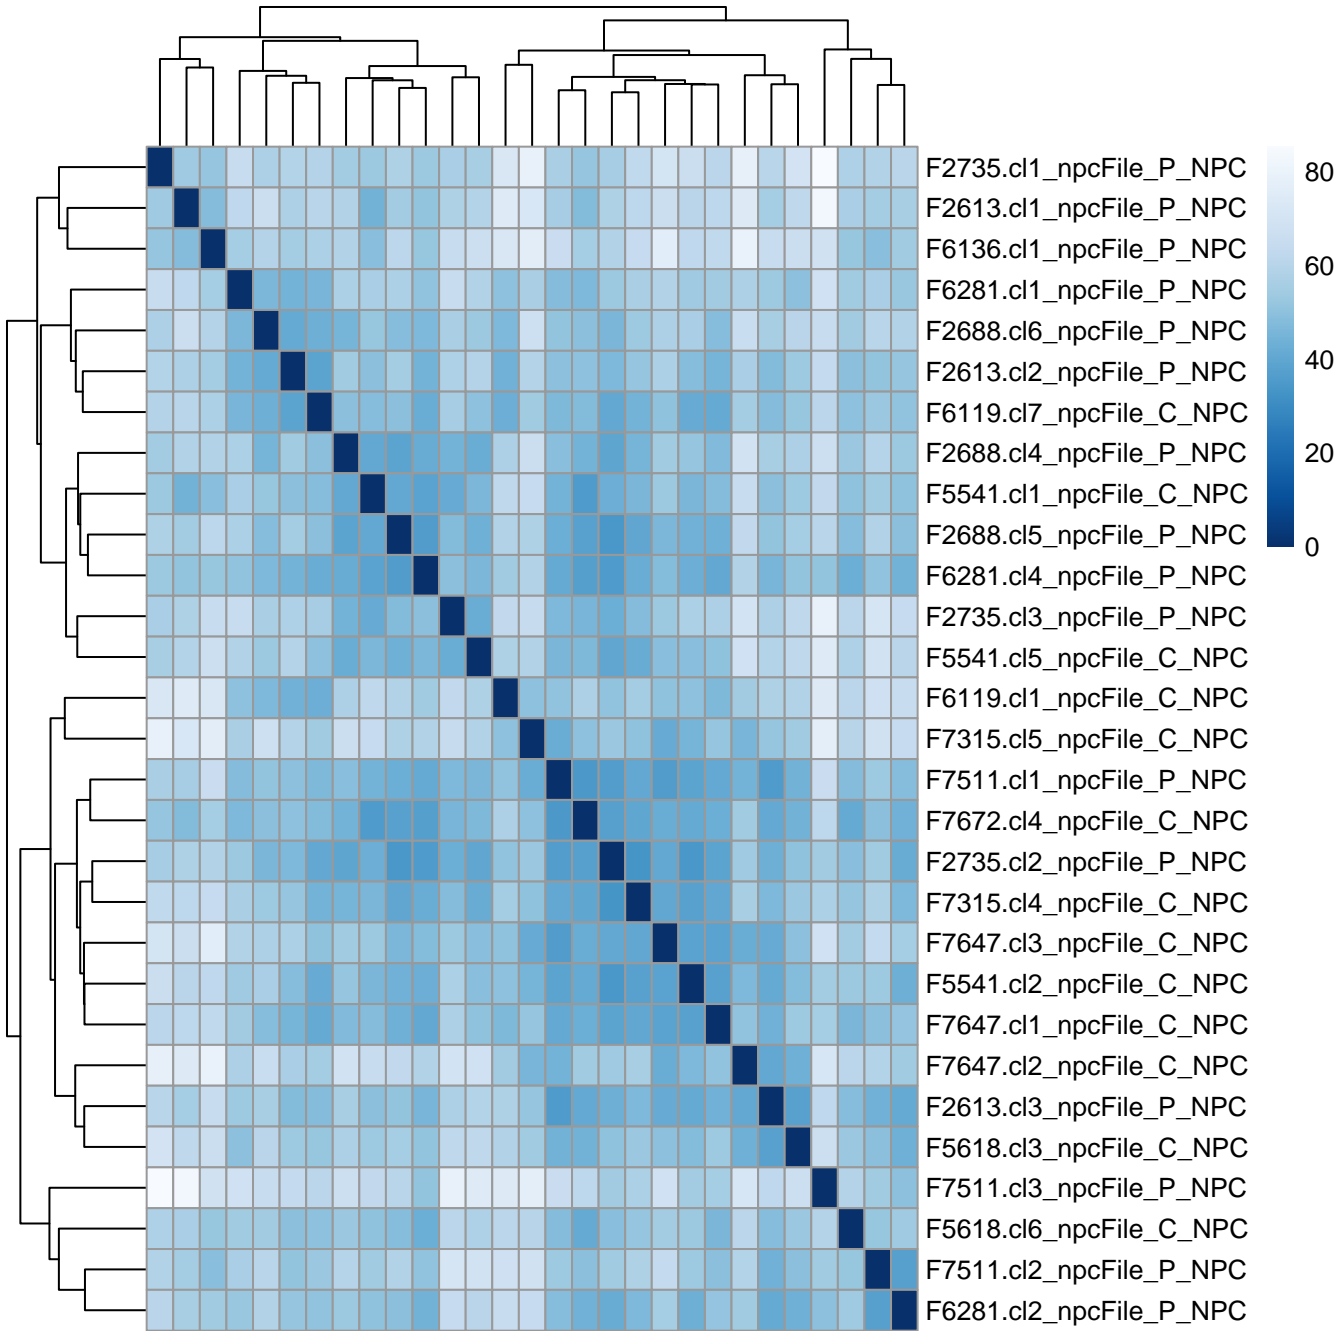 F2735.cl1_npcFile_P_NPC
F2613.cl1_npcFile_P_NPC
F6136.cl1_npcFile_P_NPC
F6281.cl1_npcFile_P_NPC
F2688.cl6_npcFile_P_NPC
F2613.cl2_npcFile_P_NPC
F6119.cl7_npcFile_C_NPC
F2688.cl4_npcFile_P_NPC
F5541.cl1_npcFile_C_NPC
F2688.cl5_npcFile_P_NPC
F6281.cl4_npcFile_P_NPC
F2735.cl3_npcFile_P_NPC
F5541.cl5_npcFile_C_NPC
F6119.cl1_npcFile_C_NPC
F7315.cl5_npcFile_C_NPC
F7511.cl1_npcFile_P_NPC
F7672.cl4_npcFile_C_NPC
F2735.cl2_npcFile_P_NPC
F7315.cl4_npcFile_C_NPC
F7647.cl3_npcFile_C_NPC
F5541.cl2_npcFile_C_NPC
F7647.cl1_npcFile_C_NPC
F7647.cl2_npcFile_C_NPC
F2613.cl3_npcFile_P_NPC
F5618.cl3_npcFile_C_NPC
F7511.cl3_npcFile_P_NPC
F5618.cl6_npcFile_C_NPC
F7511.cl2_npcFile_P_NPC
F6281.cl2_npcFile_P_NPC
80
60
40
20
0